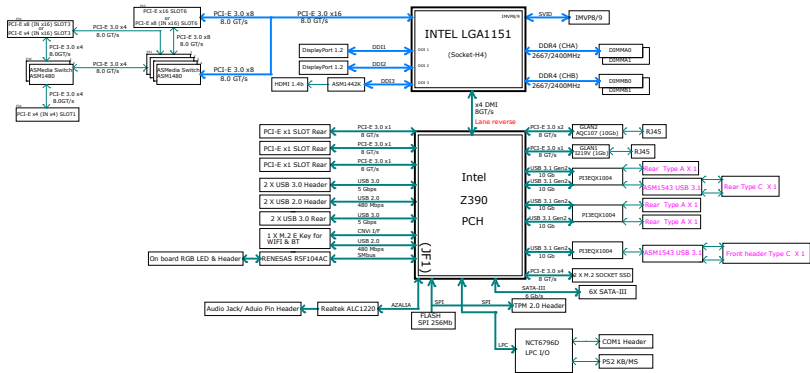 PCI-E x16 SLOT6
or
PCI-E x8 (IN x16) SLOT6
PCI-E x8 (IN x16) SLOT3
or
PCI-E x4 (IN x16) SLOT3
PCI-E 3.0 x4
8.0 GT/s
PCI-E 3.0 x8
8.0 GT/s
PCI-E 3.0 x16
8.0 GT/s
PCI-E 3.0 x8
8.0 GT/s
PCI-E 3.0 x4
8.0GT/s
ASMedia Switch
ASM1480
PCI-E 3.0 x4
8.0 GT/s
ASMedia Switch
ASM1480
PCI-E 3.0 x8
8.0 GT/s
PCI-E 3.0 x4
8.0GT/s
PCI-E x4 (IN x4) SLOT1
INTEL LGA1151
(Socket-H4)
IMVP8/9
SVID
IMVP8/9
DDI 1
DDI 2
DDI 3
DisplayPort 1.2
DDI1
DisplayPort 1.2
DDI2
HDMI 1.4b
ASM1442K
DDI3
DDR4 (CHA)
2667/2400MHz
DIMMA0
DIMMA1
DDR4 (CHB)
2667/2400MHz
DIMMB0
DIMMB1
x4 DMI
8GT/s
Lane reverse
Intel
Z390
PCH
(JF1)
PCI-E x1 SLOT Rear
PCI-E 3.0 x1
8 GT/s
PCI-E x1 SLOT Rear
PCI-E 3.0 x1
8 GT/s
PCI-E x1 SLOT Rear
PCI-E 3.0 x1
8 GT/s
2 X USB 3.0 Header
USB 3.0
5 Gbps
2 X USB 2.0 Header
USB 2.0
480 Mbps
2 X USB 3.0 Rear
USB 3.0
5 Gbps
1 X M.2 E Key for
WIFI & BT
CNVi I/F
USB 2.0
480 Mbps
On board RGB LED & Header
RENESAS R5F104AC
SMbus
Audio Jack/ Aduio Pin Header
Realtek ALC1220
AZALIA
PCI-E 3.0 x2
8 GT/s
GLAN2
AQC107 (10Gb)
RJ45
PCI-E 3.0 x1
8 GT/s
GLAN1
I219V (1Gb)
RJ45
USB 3.1 Gen2
10 Gb
USB 3.1 Gen2
10 Gb
PI3EQX1004
Rear Type A X 1
ASM1543 USB 3.1
Rear Type C X 1
USB 3.1 Gen2
10 Gb
USB 3.1 Gen2
10 Gb
PI3EQX1004
Rear Type A X 1
Rear Type A X 1
USB 3.1 Gen2
10 Gb
PI3EQX1004
ASM1543 USB 3.1
Front header Type C X 1
PCI-E 3.0 x4
8 GT/s
2 X M.2 SOCKET SSD
SATA-III
6 Gb/s
6X SATA-III
SPI
FLASH
SPI 256Mb
SPI
TPM 2.0 Header
LPC
NCT6796D
LPC I/O
COM1 Header
PS2 KB/MS